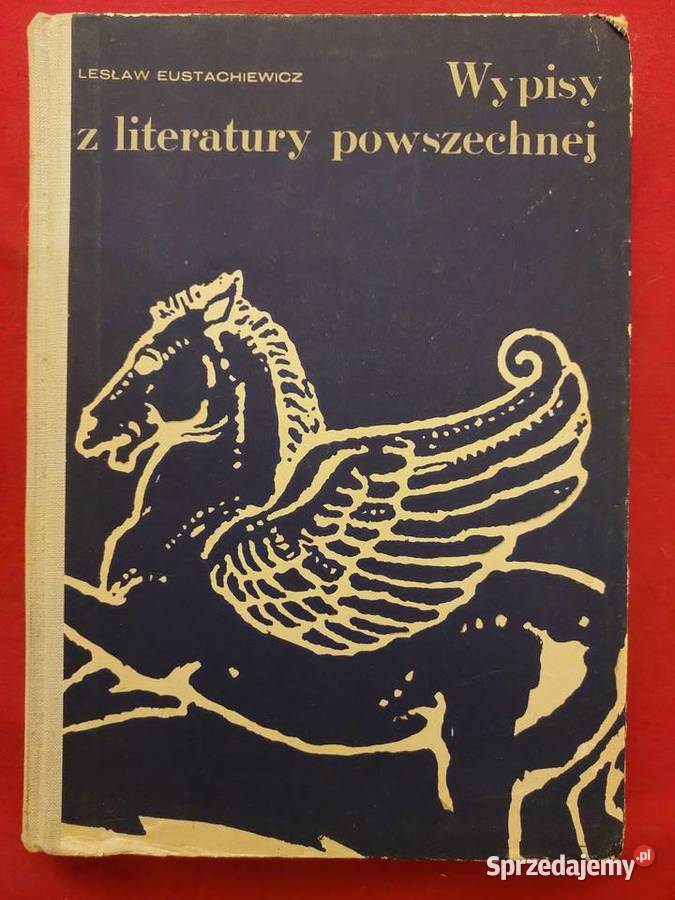 LESŁAW EUSTACHIEWICZ
Wypisy
z literatury powszechnej
Sprzedajemy.pl